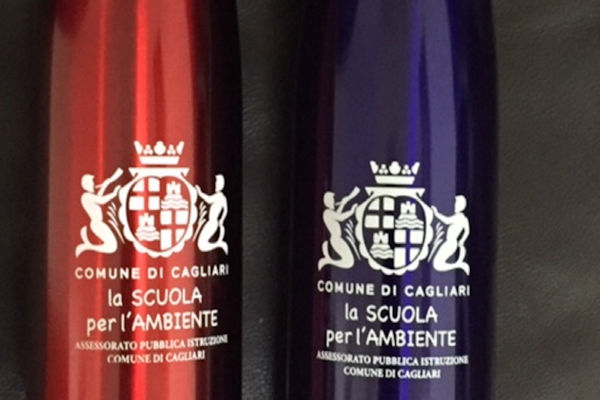 COMUNE DI CAGLIARI
la SCUOLA
per l'AMBIENTE
ASSESSORATO PUBBLICA ISTRUZIONE
COMUNE DI CAGLIARI
COMUNE DI CAGLIARI
la SCUOLA
per l'AMBIENTE
ASSESSORATO PUBBLICA ISTRUZIONE
COMUNE DI CAGLIARI